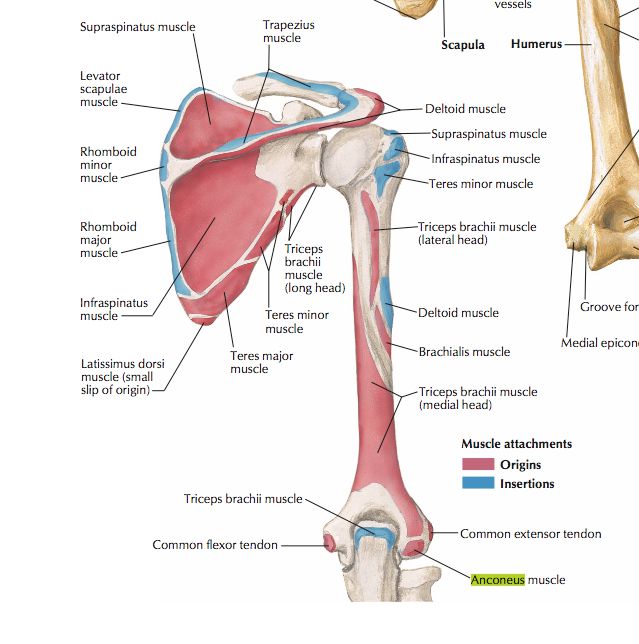 vessels
Scapula
Humerus
Supraspinatus muscle
Trapezius
muscle
Levator
scapulae
muscle
Deltoid muscle
Supraspinatus muscle
Infraspinatus muscle
Teres minor muscle
Rhomboid
minor
muscle
Triceps brachii muscle
(lateral head)
Rhomboid
major
muscle
Triceps
brachii
muscle
(long head)
Infraspinatus
muscle
Teres minor
muscle
Deltoid muscle
Groove for
Medial epicon
Brachialis muscle
Teres major
muscle
Latissimus dorsi
muscle (small
slip of origin)
Triceps brachii muscle
(medial head)
Muscle attachments
Origins
Insertions
Triceps brachii muscle
Common flexor tendon
Common extensor tendon
Anconeus muscle